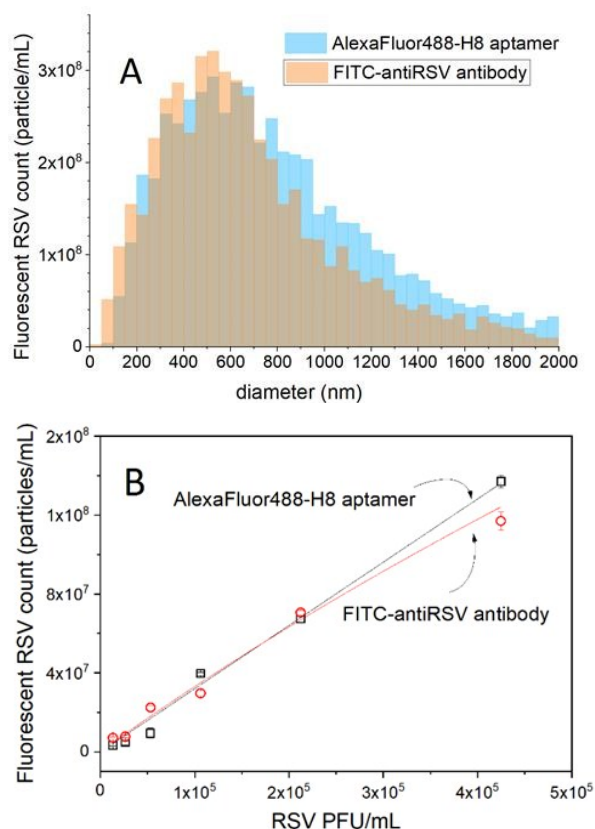 A
AlexaFluor488-H8 aptamer
FITC-antiRSV antibody
Fluorescent RSV count (particle/mL)
3x10⁸
2x10⁸
1x10⁸
0
0 200 400 600 800 1000 1200 1400 1600 1800 2000
diameter (nm)
B
Fluorescent RSV count (particles/mL)
2x10⁸
1x10⁸
8x10⁷
4x10⁷
0
AlexaFluor488-H8 aptamer
FITC-antiRSV antibody
0 1x10⁵ 2x10⁵ 3x10⁵ 4x10⁵ 5x10⁵
RSV PFU/mL